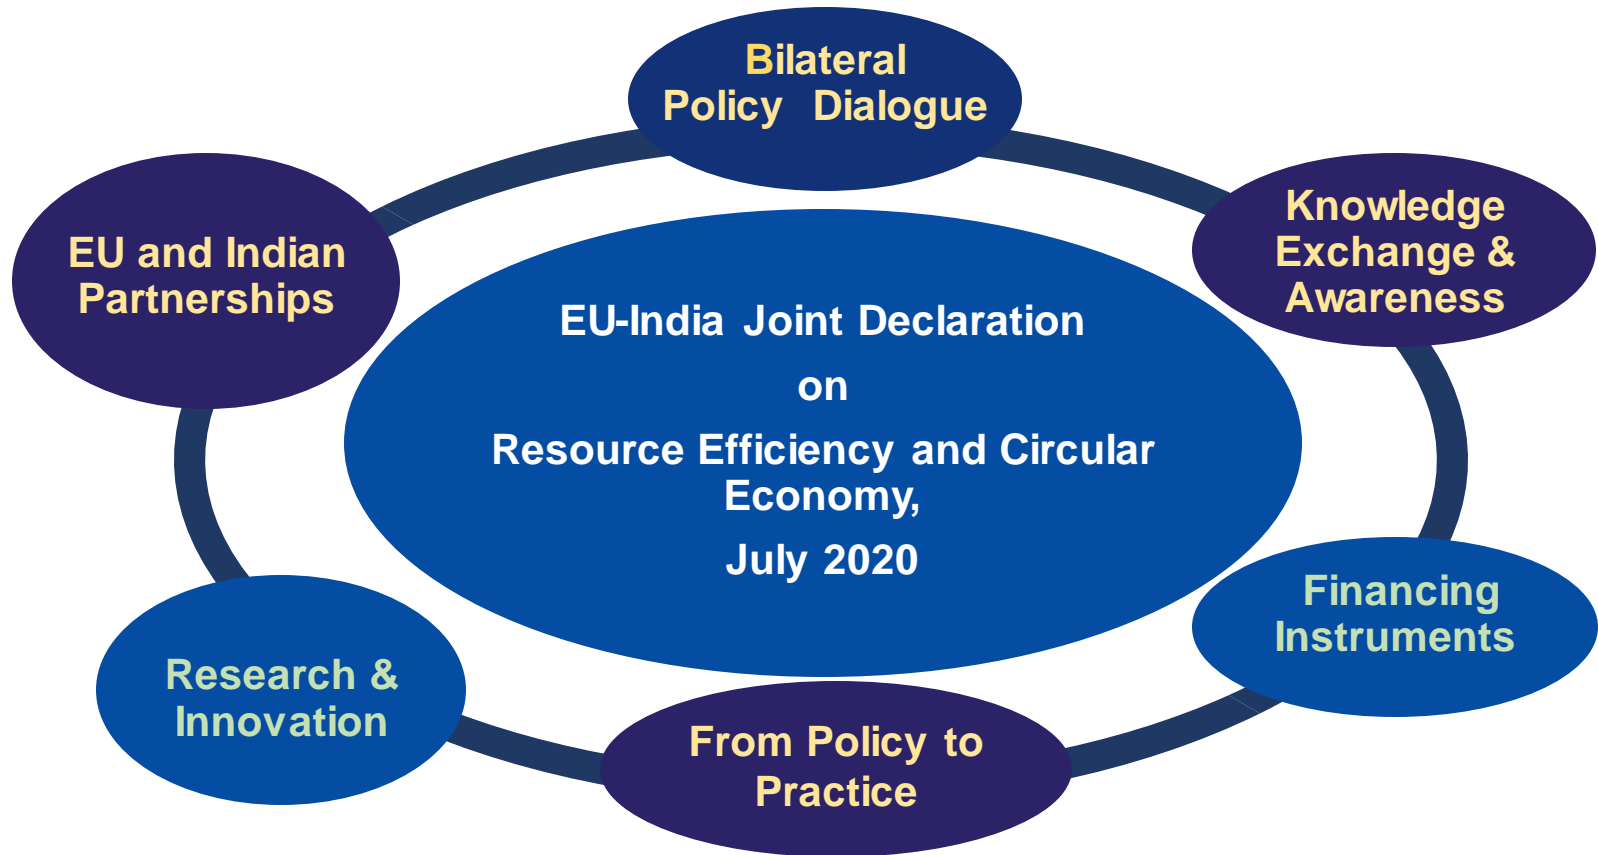 Bilateral
Policy Dialogue
Knowledge
Exchange &
Awareness
EU and Indian
Partnerships
EU-India Joint Declaration
on
Resource Efficiency and Circular
Economy,
July 2020
Financing
Instruments
Research &
Innovation
From Policy to
Practice